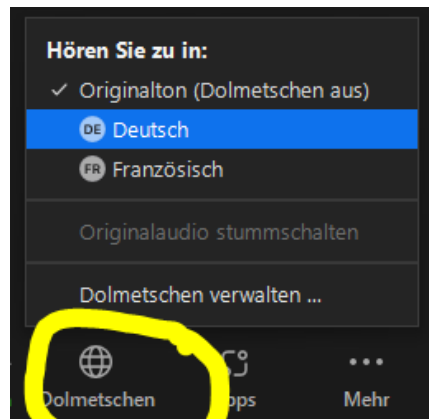 Hören Sie zu in:
✓ Originalton (Dolmetschen aus)
DE Deutsch
FR Französisch
Originalaudio stummschalten
Dolmetschen verwalten ...
Dolmetschen
Mehr